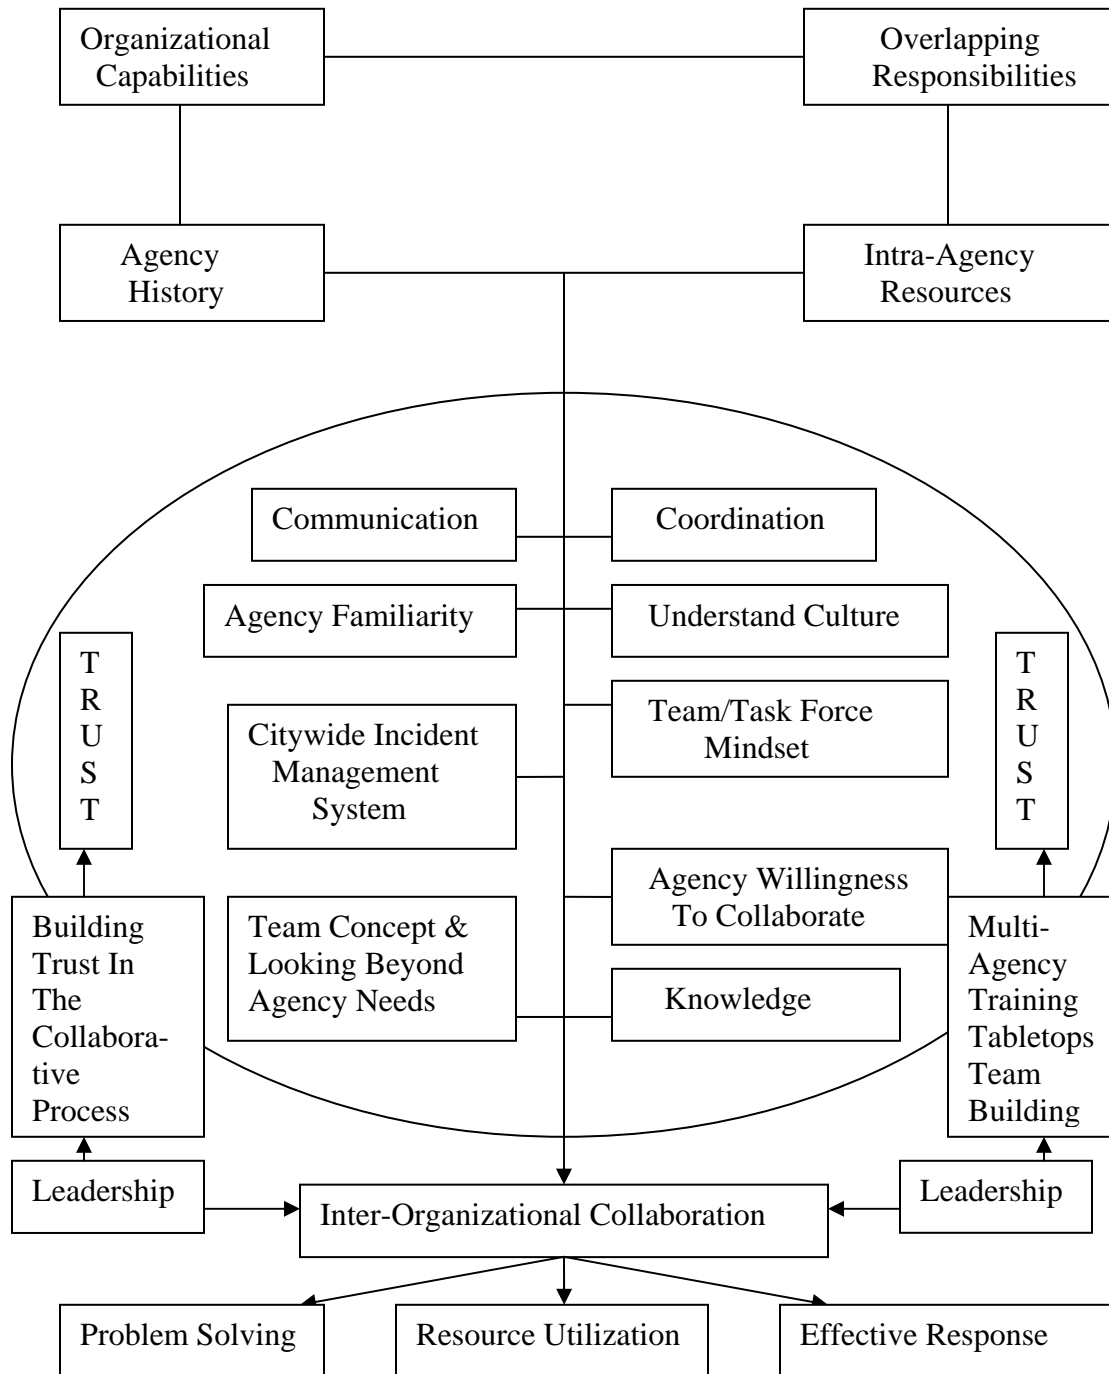 Organizational
Capabilities
Overlapping
Responsibilities
Agency
History
Intra-Agency
Resources
Communication
Coordination
Agency Familiarity
Understand Culture
T
R
U
S
T
Citywide Incident
Management
System
Team/Task Force
Mindset
T
R
U
S
T
Building
Trust In
The
Collabora-
tive
Process
Team Concept &
Looking Beyond
Agency Needs
Agency Willingness
To Collaborate
Knowledge
Multi-
Agency
Training
Tabletops
Team
Building
Leadership
Inter-Organizational Collaboration
Leadership
Problem Solving
Resource Utilization
Effective Response